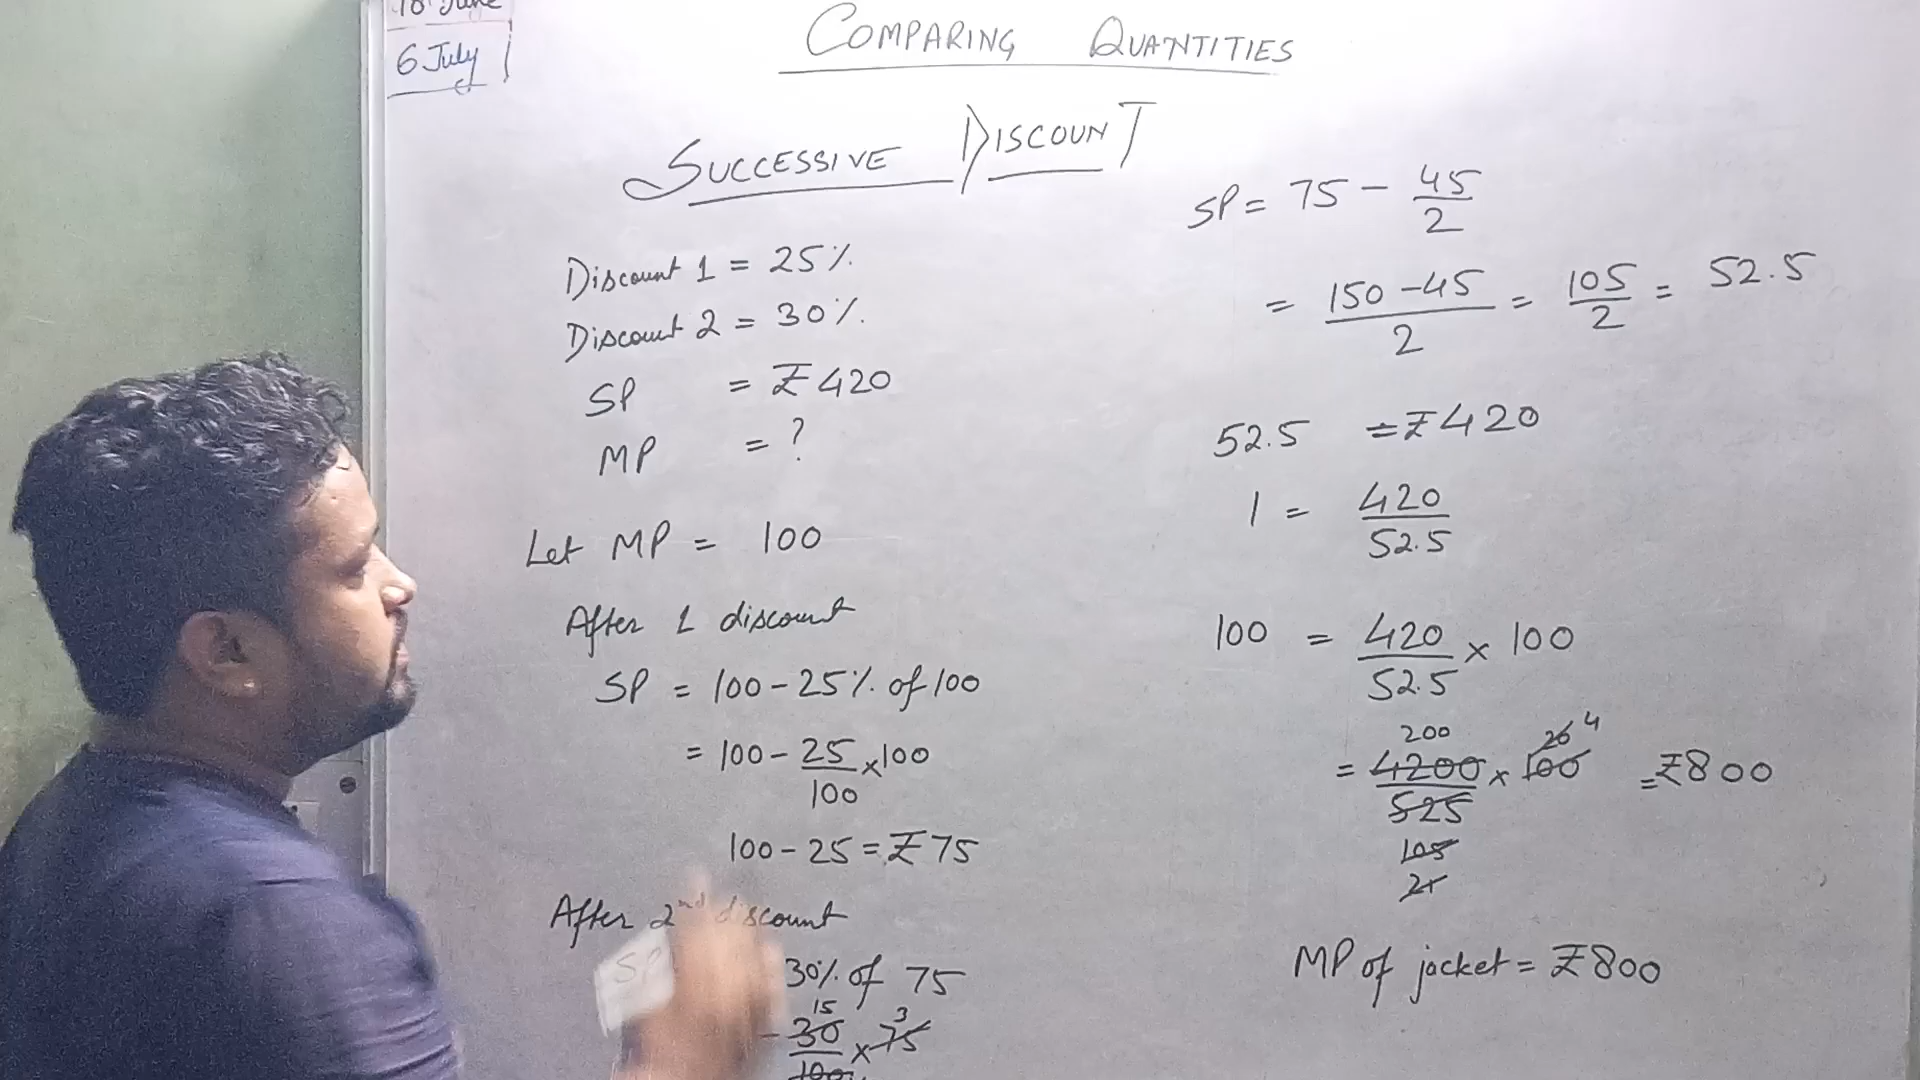 6 July
COMPARING QUANTITIES
SUCCESSIVE DISCOUNT
Discount 1 = 25%.
Discount 2 = 30%.
SP = ₹420
MP = ?
Let MP = 100
After 1 discount
SP = 100 - 25% of 100
= 100 - 25/100 × 100
100 - 25 = ₹75
After 2nd discount
SP 30% of 75
15 3
- 30/100 × 75
SP = 75 - 45/2
= 150 - 45/2 = 105/2 = 52.5
52.5 = ₹420
1 = 420/52.5
100 = 420/52.5 × 100
200 20 4
= 4200/525 × 100 = ₹800
105
21
MP of jacket = ₹800